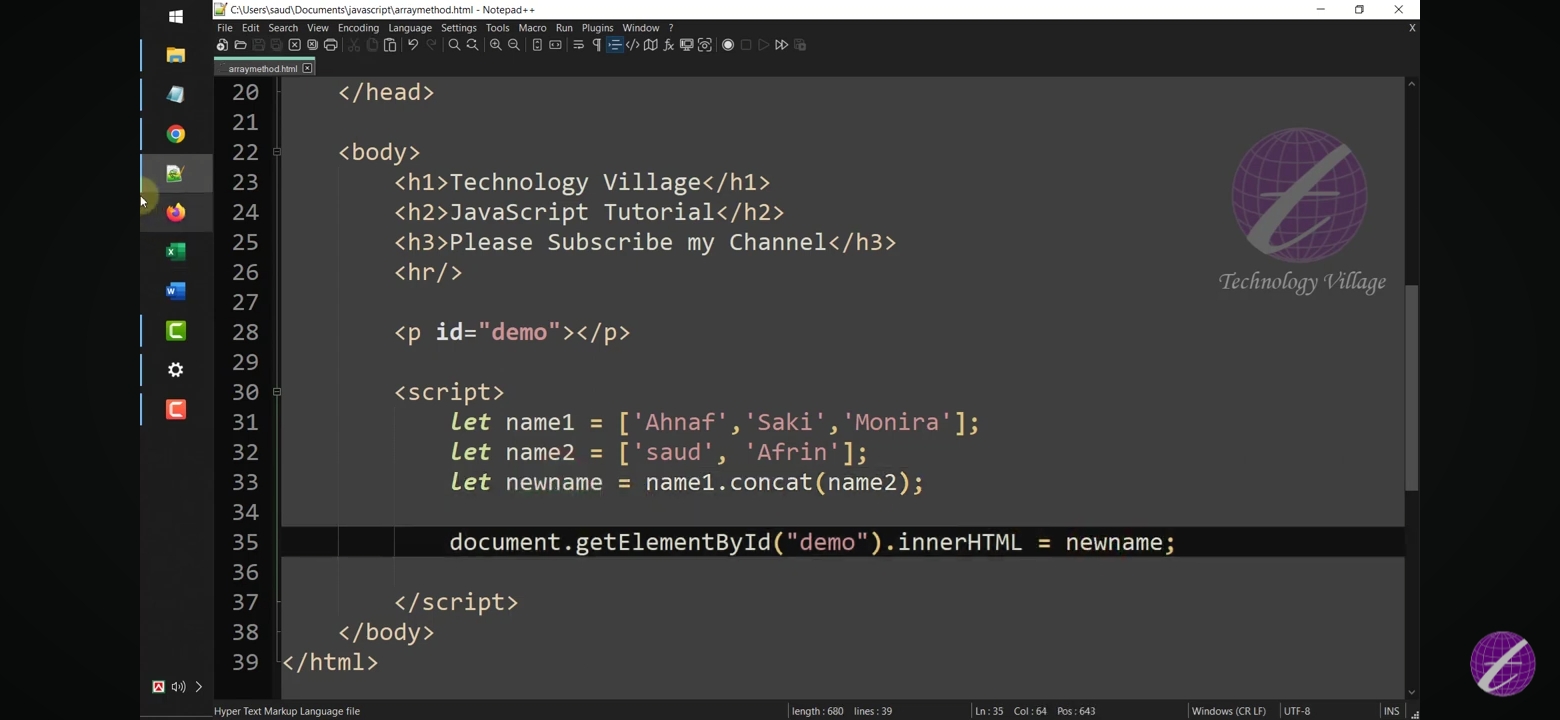 C:\Users\saud\Documents\javascript\arraymethod.html - Notepad++
File Edit Search View Encoding Language Settings Tools Macro Run Plugins Window ? X
arraymethod.html
20 </head>
21
22 <body>
23 <h1>Technology Village</h1>
24 <h2>JavaScript Tutorial</h2>
25 <h3>Please Subscribe my Channel</h3>
26 <hr/>
27
28 <p id="demo"></p>
29
30 <script>
31 let name1 = ['Ahnaf','Saki','Monira'];
32 let name2 = ['saud', 'Afrin'];
33 let newname = name1.concat(name2);
34
35 document.getElementById("demo").innerHTML = newname;
36
37 </script>
38 </body>
39 </html>
Technology Village
Hyper Text Markup Language file length : 680 lines : 39 Ln : 35 Col : 64 Pos : 643 Windows (CR LF) UTF-8 INS